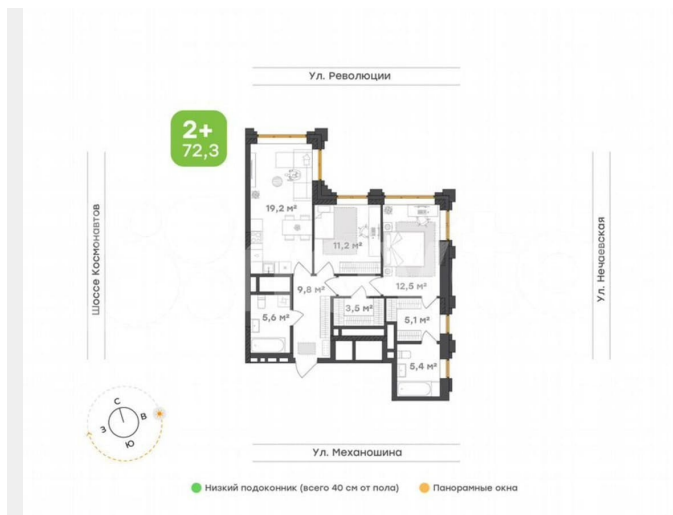 Ул. Революции
2+
72,3
Шоссе Космонавтов
Ул. Нечаевская
19,2 м²
11,2 м²
9,8 м²
12,5 м²
3,5 м²
5,6 м²
5,1 м²
5,4 м²
С
З
В
Ю
Ул. Механошина
Низкий подоконник (всего 40 см от пола)
Панорамные окна